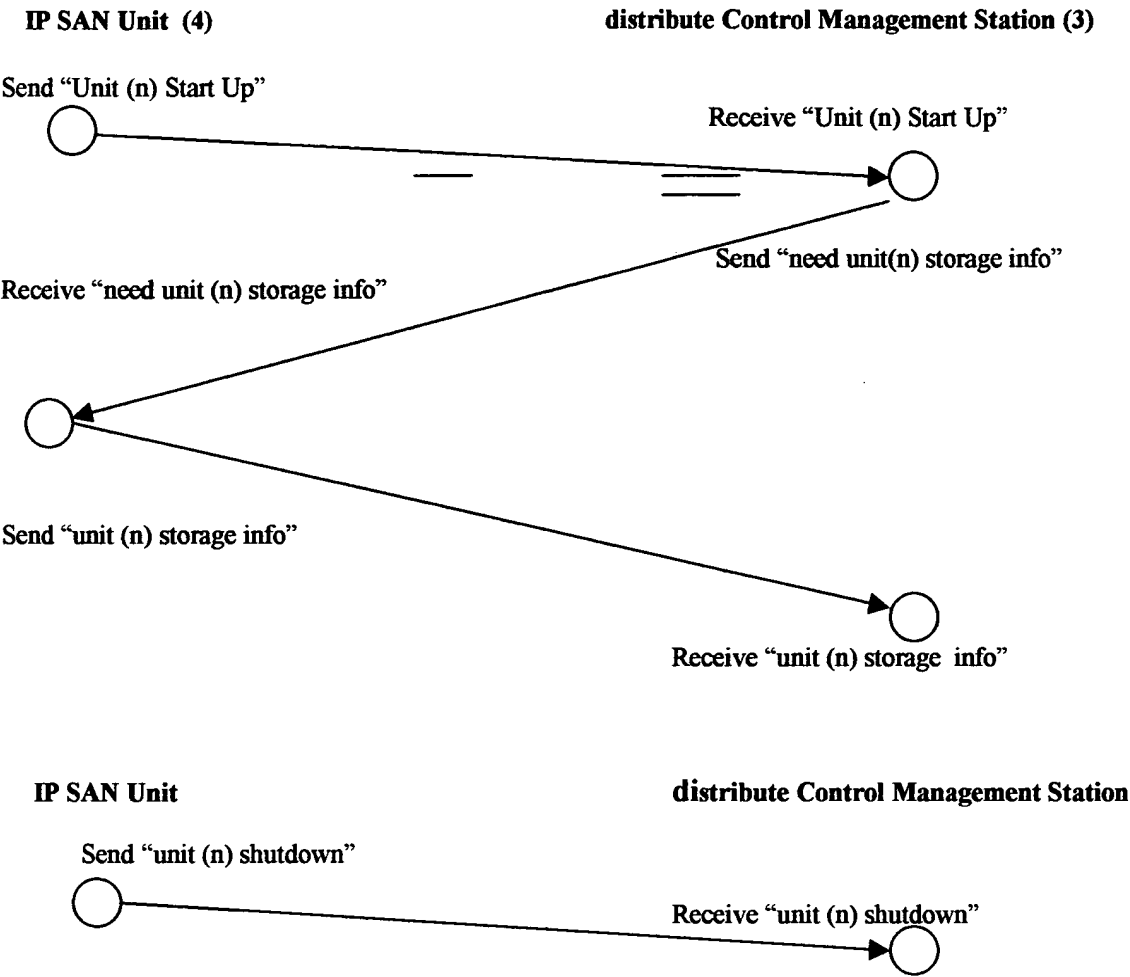 IP SAN Unit (4)
distribute Control Management Station (3)
Send “Unit (n) Start Up”
Receive “Unit (n) Start Up”
Send “need unit(n) storage info”
Receive “need unit (n) storage info”
Send “unit (n) storage info”
Receive “unit (n) storage info”
IP SAN Unit
distribute Control Management Station
Send “unit (n) shutdown”
Receive “unit (n) shutdown”